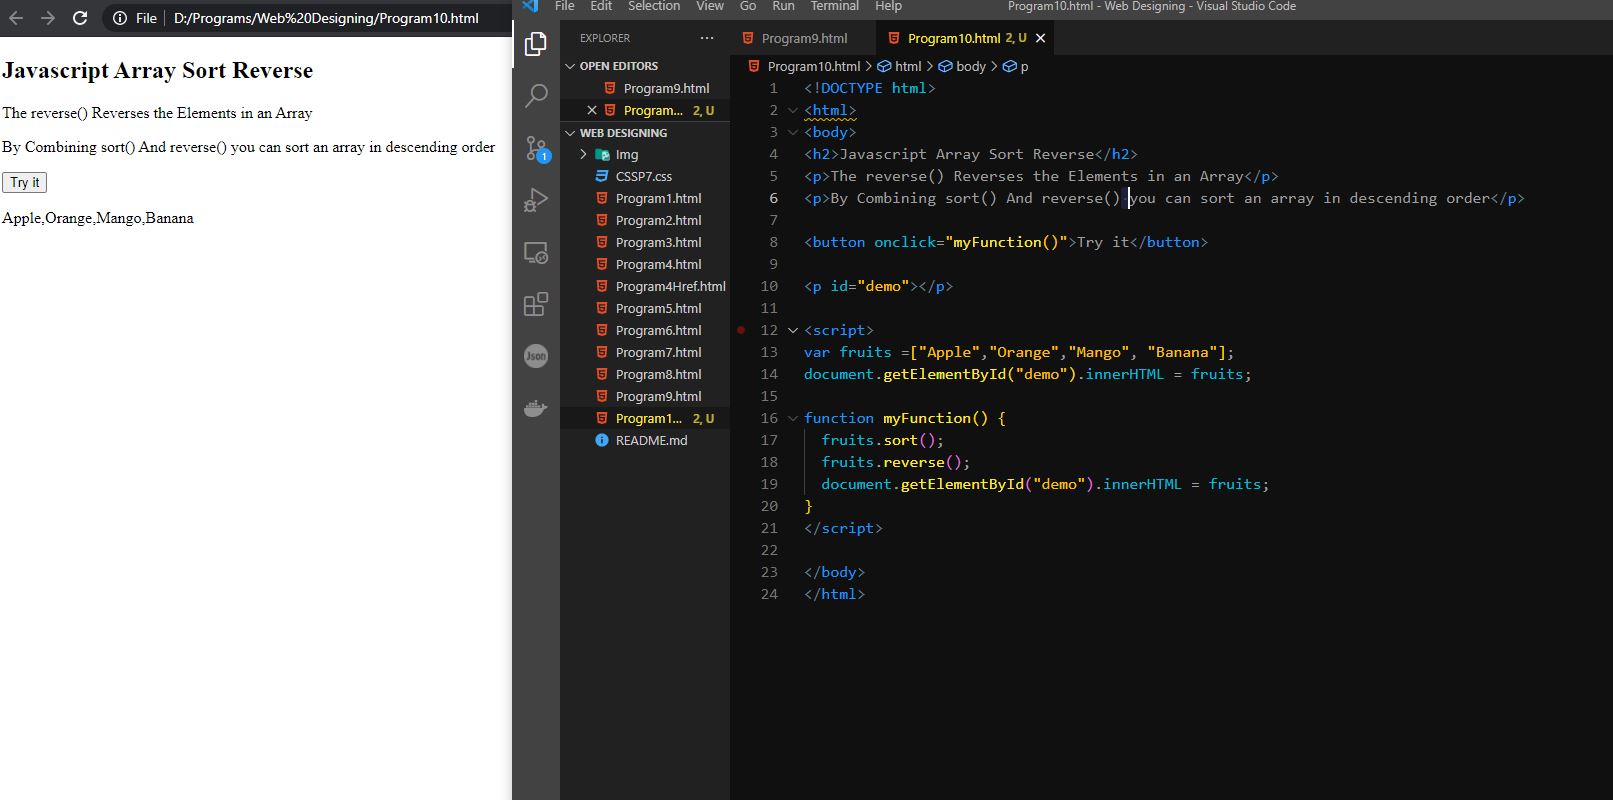 File D:/Programs/Web%20Designing/Program10.html
Javascript Array Sort Reverse
The reverse() Reverses the Elements in an Array
By Combining sort() And reverse() you can sort an array in descending order
Try it
Apple,Orange,Mango,Banana
File Edit Selection View Go Run Terminal Help Program10.html - Web Designing - Visual Studio Code
EXPLORER ···
OPEN EDITORS
Program9.html
Program... 2, U
WEB DESIGNING
Img
CSSP7.css
Program1.html
Program2.html
Program3.html
Program4.html
Program4Href.html
Program5.html
Program6.html
Program7.html
Program8.html
Program9.html
Program1... 2, U
README.md
1
Json
Program9.html Program10.html 2, U
Program10.html > html > body > p
1 <!DOCTYPE html>
2 <html>
3 <body>
4 <h2>Javascript Array Sort Reverse</h2>
5 <p>The reverse() Reverses the Elements in an Array</p>
6 <p>By Combining sort() And reverse() you can sort an array in descending order</p>
7
8 <button onclick="myFunction()">Try it</button>
9
10 <p id="demo"></p>
11
12 <script>
13 var fruits =["Apple","Orange","Mango", "Banana"];
14 document.getElementById("demo").innerHTML = fruits;
15
16 function myFunction() {
17 fruits.sort();
18 fruits.reverse();
19 document.getElementById("demo").innerHTML = fruits;
20 }
21 </script>
22
23 </body>
24 </html>